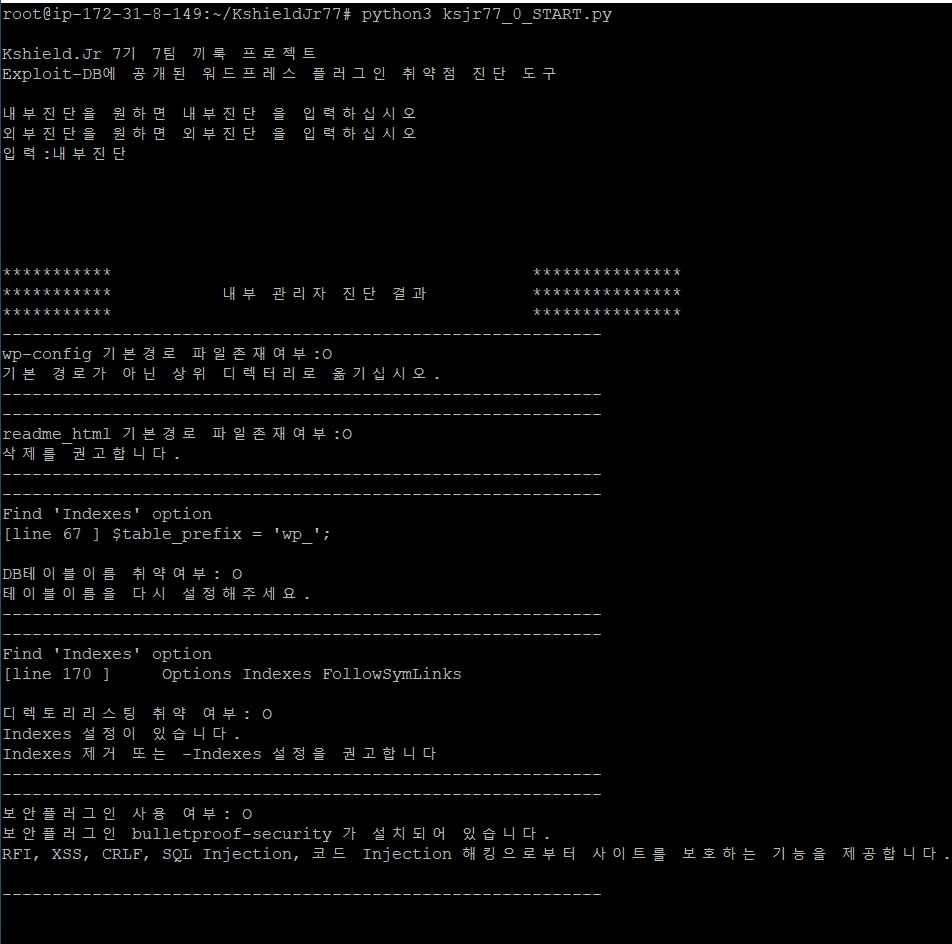 root@ip-172-31-8-149:~/KshieldJr77# python3 ksjr77_0_START.py
Kshield.Jr 7기 7팀 끼룩 프로젝트
Exploit-DB에 공개된 워드프레스 플러그인 취약점 진단 도구
내부진단을 원하면 내부진단 을 입력하십시오
외부진단을 원하면 외부진단 을 입력하십시오
입력:내부진단
*********** ***************
*********** 내부 관리자 진단 결과 ***************
*********** ***************
------------------------------------------------------------
wp-config 기본경로 파일존재여부:O
기본 경로가 아닌 상위 디렉터리로 옮기십시오.
------------------------------------------------------------
------------------------------------------------------------
readme_html 기본경로 파일존재여부:O
삭제를 권고합니다.
------------------------------------------------------------
------------------------------------------------------------
Find 'Indexes' option
[line 67 ] $table_prefix = 'wp_';
DB테이블이름 취약여부: O
테이블이름을 다시 설정해주세요.
------------------------------------------------------------
------------------------------------------------------------
Find 'Indexes' option
[line 170 ]     Options Indexes FollowSymLinks
디렉토리리스팅 취약 여부: O
Indexes 설정이 있습니다.
Indexes 제거 또는 -Indexes 설정을 권고합니다
------------------------------------------------------------
------------------------------------------------------------
보안플러그인 사용 여부: O
보안플러그인 bulletproof-security 가 설치되어 있습니다.
RFI, XSS, CRLF, SQL Injection, 코드 Injection 해킹으로부터 사이트를 보호하는 기능을 제공합니다.
------------------------------------------------------------